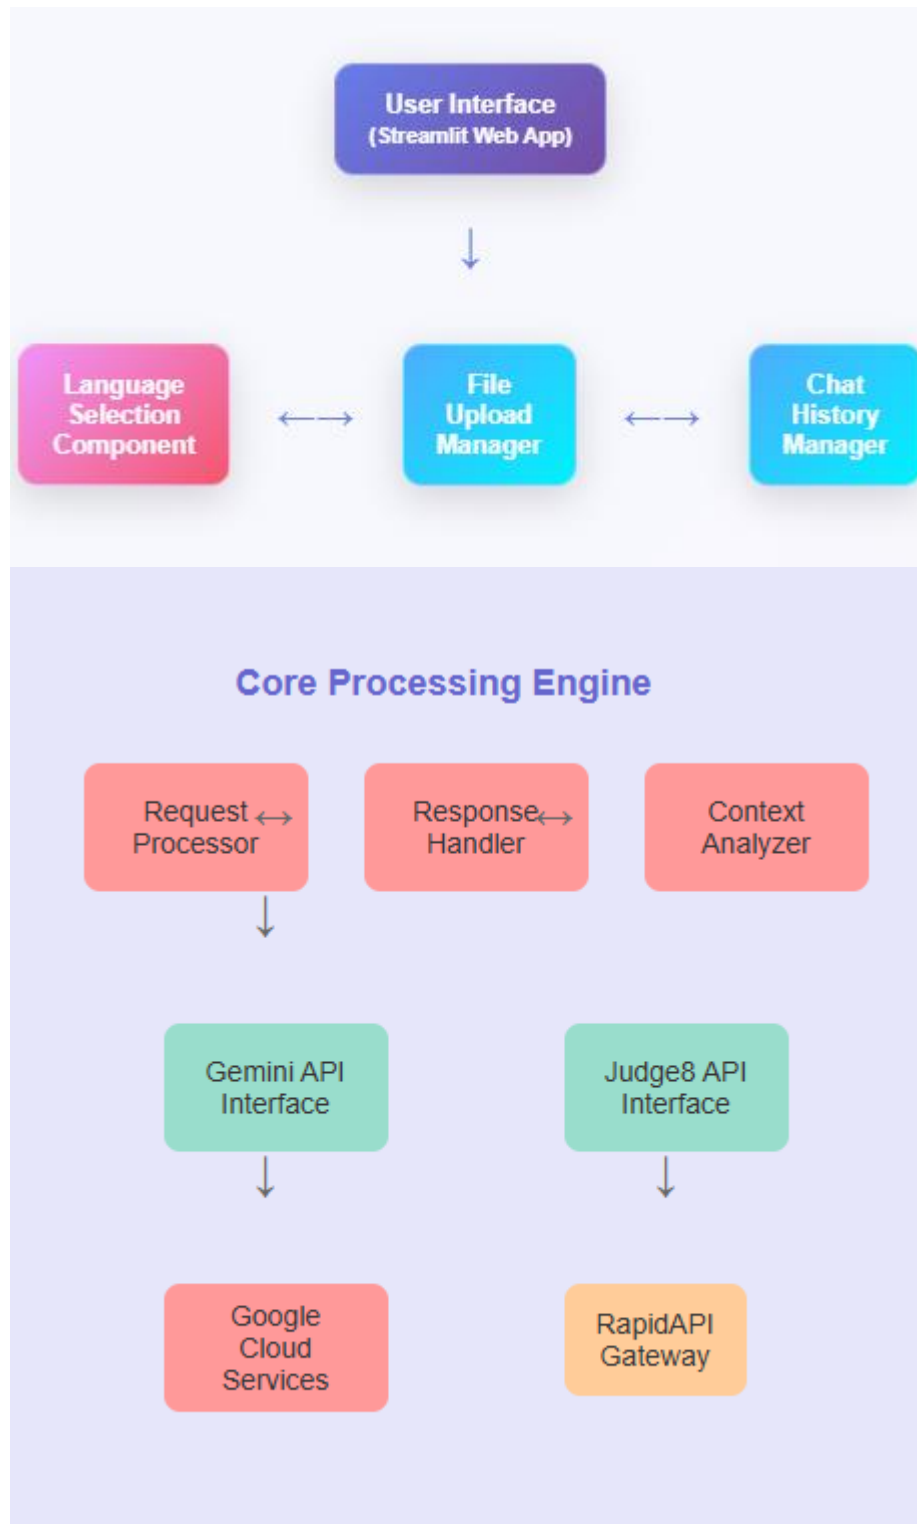 User Interface
(Streamlit Web App)
Language
Selection
Component
File
Upload
Manager
Chat
History
Manager
Core Processing Engine
Request
Processor
Response
Handler
Context
Analyzer
Gemini API
Interface
Judge8 API
Interface
Google
Cloud
Services
RapidAPI
Gateway